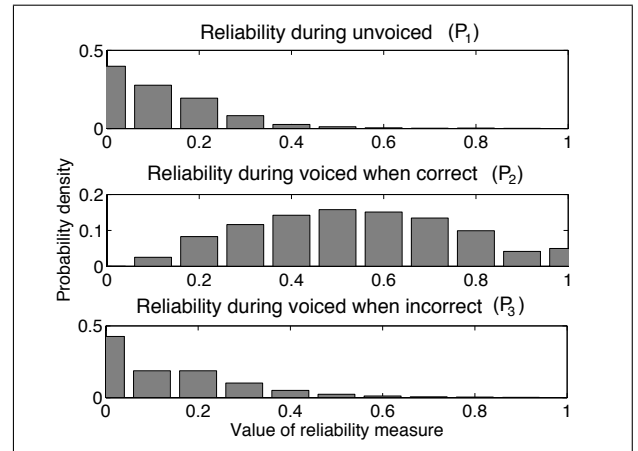 Reliability during unvoiced (P1)
0.5
0
0 0.2 0.4 0.6 0.8 1
Reliability during voiced when correct (P2)
0.2
0.1
0
0 0.2 0.4 0.6 0.8 1
Probability density
Reliability during voiced when incorrect (P3)
0.5
0
0 0.2 0.4 0.6 0.8 1
Value of reliability measure